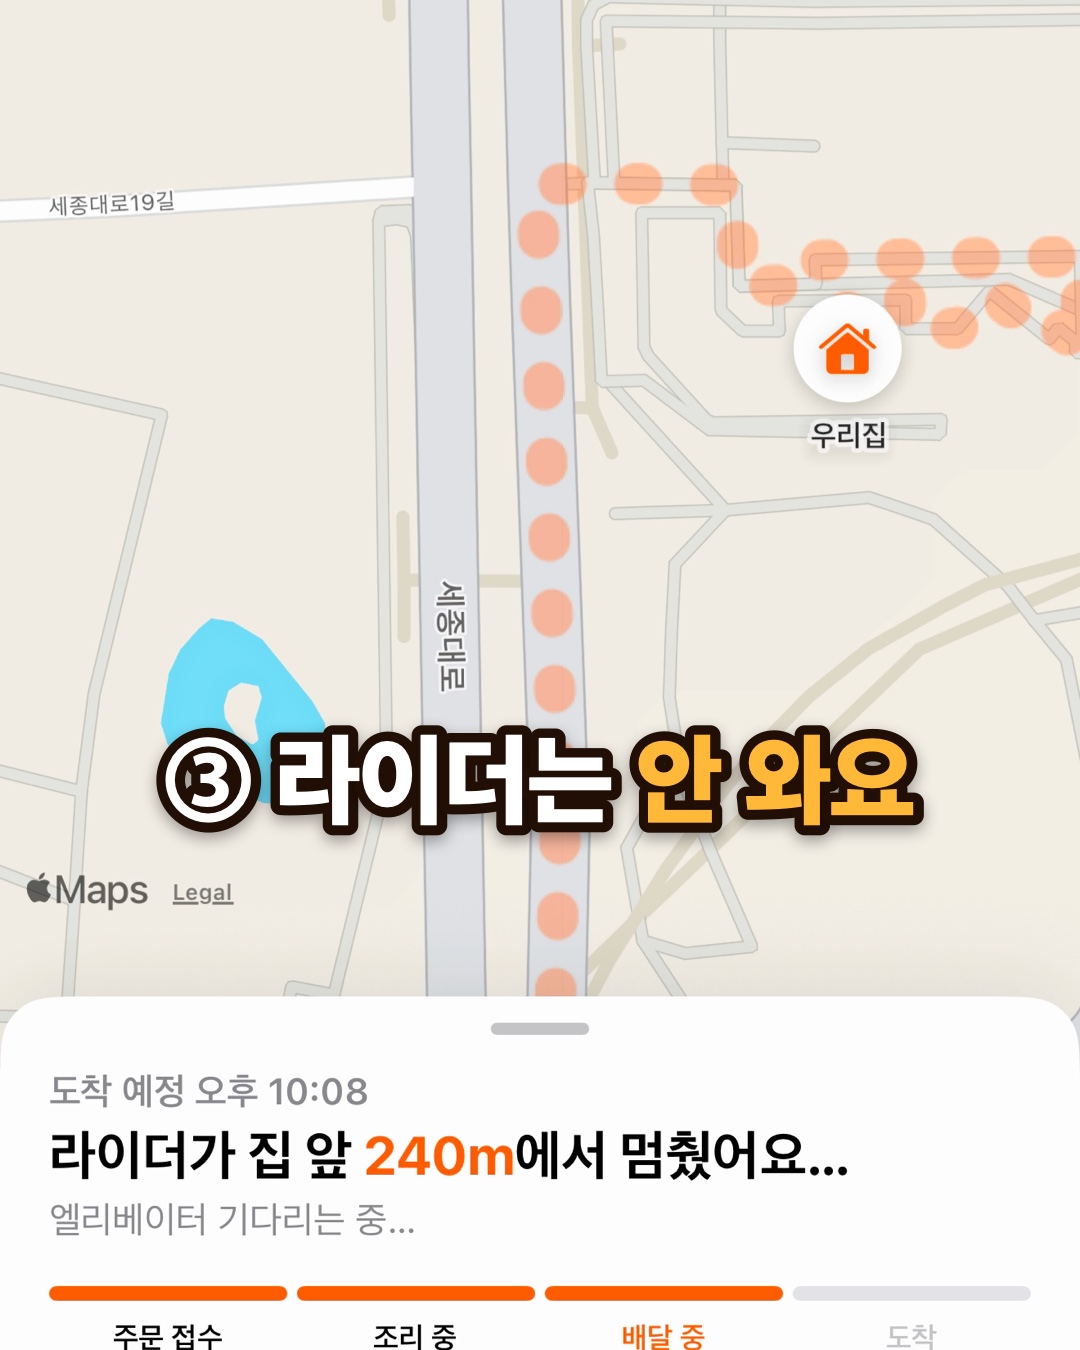 세종대로19길
우리집
세종대로
③ 라이더는 안 와요
Maps Legal
도착 예정 오후 10:08
라이더가 집 앞 240m에서 멈췄어요...
엘리베이터 기다리는 중...
주문 접수 조리 중 배달 중 도착